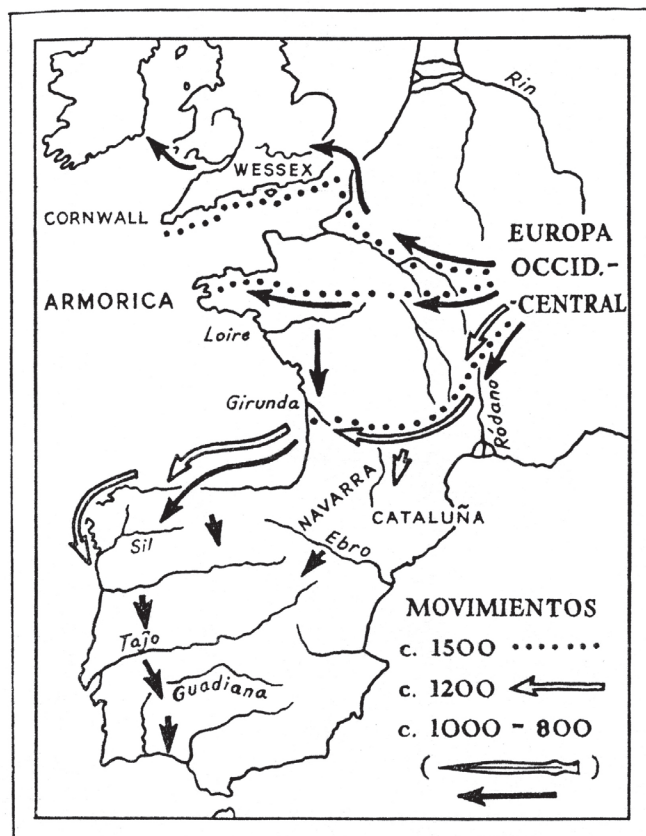 Rin
WESSEX
CORNWALL
EUROPA
OCCID.-
-CENTRAL
ARMORICA
Loire
Girunda
Ródano
NAVARRA
CATALUÑA
Sil
Ebro
Tajo
Guadiana
MOVIMIENTOS
c. 1500
c. 1200
c. 1000 - 800
( )